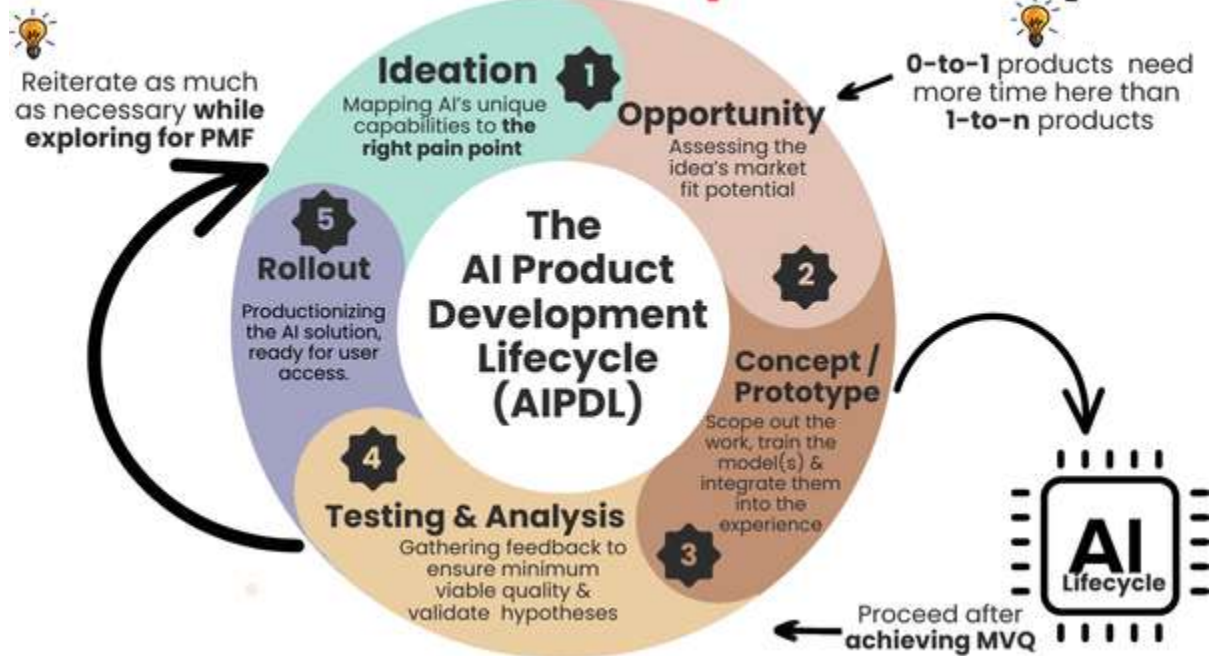 Reiterate as much
as necessary while
exploring for PMF
0-to-1 products need
more time here than
1-to-n products
The
AI Product
Development
Lifecycle
(AIPDL)
Ideation
1
Mapping AI's unique
capabilities to the
right pain point
Opportunity
Assessing the
idea's market
fit potential
2
Concept /
Prototype
Scope out the
work, train the
model(s) &
integrate them
into the
experience
3
AI
Lifecycle
Proceed after
achieving MVQ
4
Testing & Analysis
Gathering feedback to
ensure minimum
viable quality &
validate hypotheses
5
Rollout
Productionizing
the AI solution,
ready for user
access.